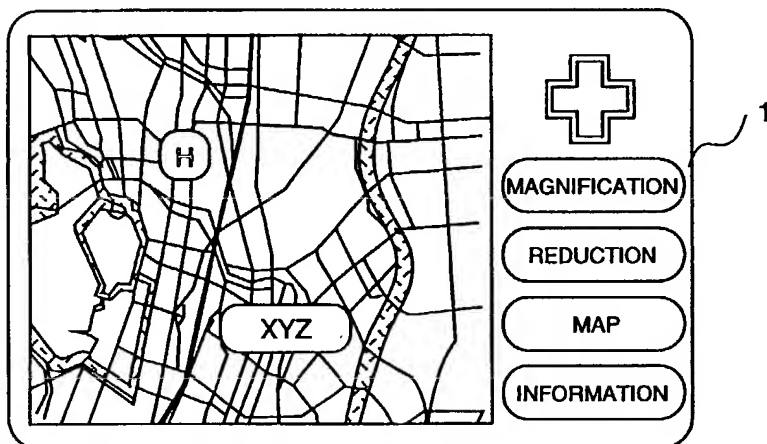 H
XYZ
MAGNIFICATION
REDUCTION
MAP
INFORMATION
1